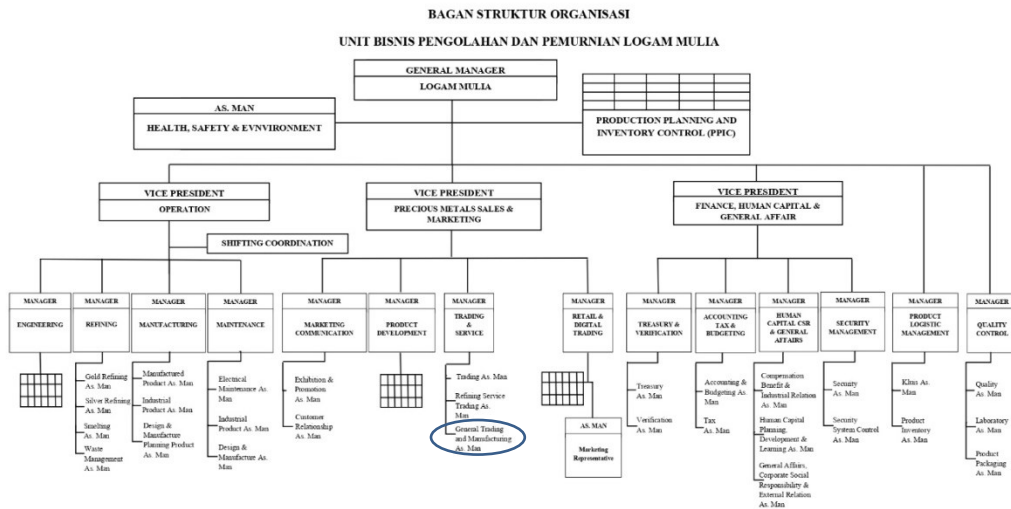 BAGAN STRUKTUR ORGANISASI
UNIT BISNIS PENGOLAHAN DAN PEMURNIAN LOGAM MULIA
GENERAL MANAGER
LOGAM MULIA
AS. MAN
HEALTH, SAFETY & EVNVIRONMENT
PRODUCTION PLANNING AND
INVENTORY CONTROL (PPIC)
VICE PRESIDENT
OPERATION
VICE PRESIDENT
PRECIOUS METALS SALES &
MARKETING
VICE PRESIDENT
FINANCE, HUMAN CAPITAL &
GENERAL AFFAIR
SHIFTING COORDINATION
MANAGER
ENGINEERING
MANAGER
REFINING
Gold Refining
As. Man
Silver Refining
As. Man
Smelting
As. Man
Waste
Management As.
Man
MANAGER
MANUFACTURING
Manufactured
Product As. Man
Industrial
Product As. Man
Design &
Manufacture
Planning Product
As. Man
MANAGER
MAINTENANCE
Electrical
Maintenance As.
Man
Industrial
Product As. Man
Design &
Manufacture As.
Man
MANAGER
MARKETING
COMMUNICATION
Exhibition &
Promotion As.
Man
Customer
Relationship As.
Man
MANAGER
PRODUCT
DEVELOPMENT
MANAGER
TRADING
&
SERVICE
Trading As. Man
Refining Service
Trading As.
Man
General Trading
and Manufacturing
As. Man
MANAGER
RETAIL &
DIGITAL
TRADING
AS. MAN
Marketing
Representative
MANAGER
TREASURY &
VERIFICATION
Treasury
As. Man
Verification
As. Man
MANAGER
ACCOUNTING
TAX &
BUDGETING
Accounting &
Budgeting As. Man
Tax
As. Man
MANAGER
HUMAN
CAPITAL CSR
& GENERAL
AFFAIRS
Compensation
Benefit &
Industrial Relation As. Man
Human Capital
Planning,
Development &
Learning As. Man
General Affairs,
Corporate Social
Responsibility &
External Relation As. Man
MANAGER
SECURITY
MANAGEMENT
Security
As. Man
Security
System Control As. Man
MANAGER
PRODUCT
LOGISTIC
MANAGEMENT
As. Man
Product
Inventory As. Man
MANAGER
QUALITY
CONTROL
Quality
As. Man
Laboratory
As. Man
Product
Packaging
As. Man